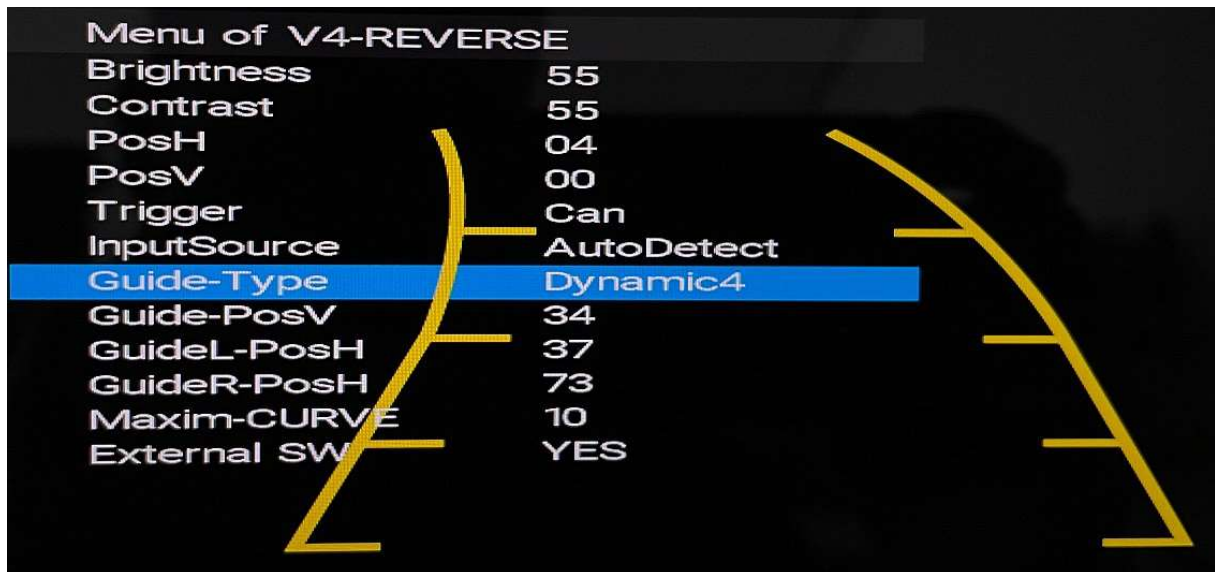 Menu of V4-REVERSE
Brightness 55
Contrast 55
PosH 04
PosV 00
Trigger Can
InputSource AutoDetect
Guide-Type Dynamic4
Guide-PosV 34
GuideL-PosH 37
GuideR-PosH 73
Maxim-CURVE 10
External SW YES